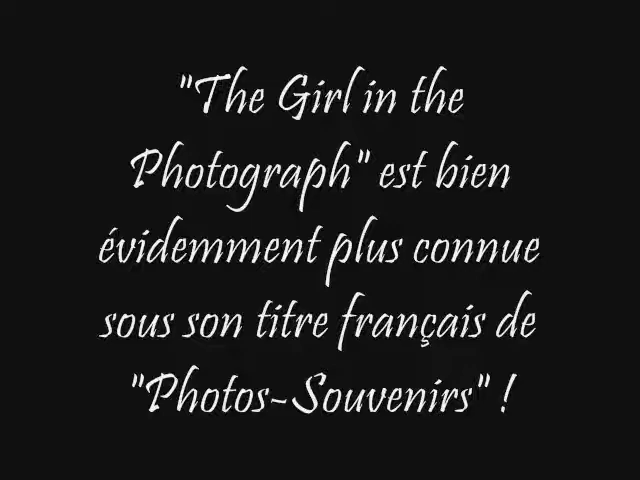 "The Girl in the
Photograph" est bien
évidemment plus connue
sous son titre français de
"Photos-Souvenirs" !